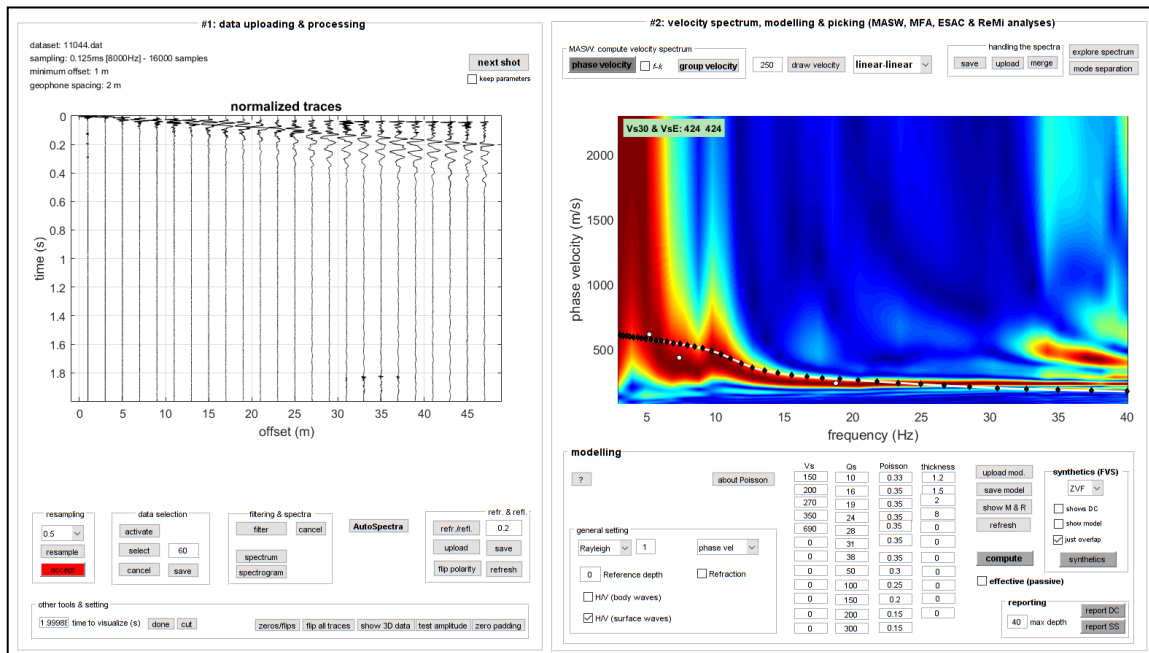 #1: data uploading & processing
dataset: 11044.dat
sampling: 0.125ms [8000Hz] - 16000 samples
minimum offset: 1 m
geophone spacing: 2 m
next shot
keep parameters
normalized traces
0
0.2
0.4
0.6
0.8
1
1.2
1.4
1.6
1.8
time (s)
0 5 10 15 20 25 30 35 40 45
offset (m)
resampling
0.5
resample
accept
data selection
activate
select 60
cancel save
filtering & spectra
filter cancel
spectrum
spectrogram
AutoSpectra
refr. & refl.
refr./refl. 0.2
upload save
flip polarity refresh
other tools & setting
1.99988 time to visualize (s) done cut
zeros/flips flip all traces show 3D data test amplitude zero padding
#2: velocity spectrum, modelling & picking (MASW, MFA, ESAC & ReMi analyses)
MASW: compute velocity spectrum
phase velocity f-k group velocity
250 draw velocity linear-linear
handling the spectra
save upload merge
explore spectrum
mode separation
Vs30 & VsE: 424 424
2000
1500
1000
500
phase velocity (m/s)
5 10 15 20 25 30 35 40
frequency (Hz)
modelling
? about Poisson
general setting
Rayleigh 1 phase vel
0 Reference depth Refraction
H/V (body waves)
H/V (surface waves)
Vs Qs Poisson thickness
150 10 0.33 1.2
200 16 0.35 1.5
270 19 0.35 2
350 24 0.35 8
690 28 0.35 0
0 31 0.35 0
0 38 0.35 0
0 50 0.3 0
0 100 0.25 0
0 150 0.2 0
0 200 0.15 0
0 300 0.15
upload mod.
save model
show M & R
refresh
compute
effective (passive)
synthetics (FVS)
ZVF
shows DC
show model
just overlap
synthetics
reporting
40 max depth
report DC
report SS